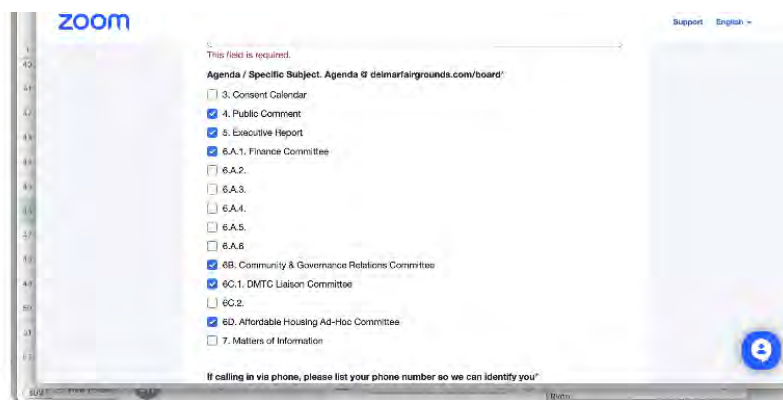 zoom
Support English
This field is required.
Agenda / Specific Subject. Agenda @ delmarfairgrounds.com/board*
3. Consent Calendar
4. Public Comment
5. Executive Report
6.A.1. Finance Committee
6.A.2.
6.A.3.
6.A.4.
6.A.5.
6.A.6
6B. Community & Governance Relations Committee
6C.1. DMTC Liaison Committee
6C.2.
6D. Affordable Housing Ad-Hoc Committee
7. Matters of Information
If calling in via phone, please list your phone number so we can identify you*